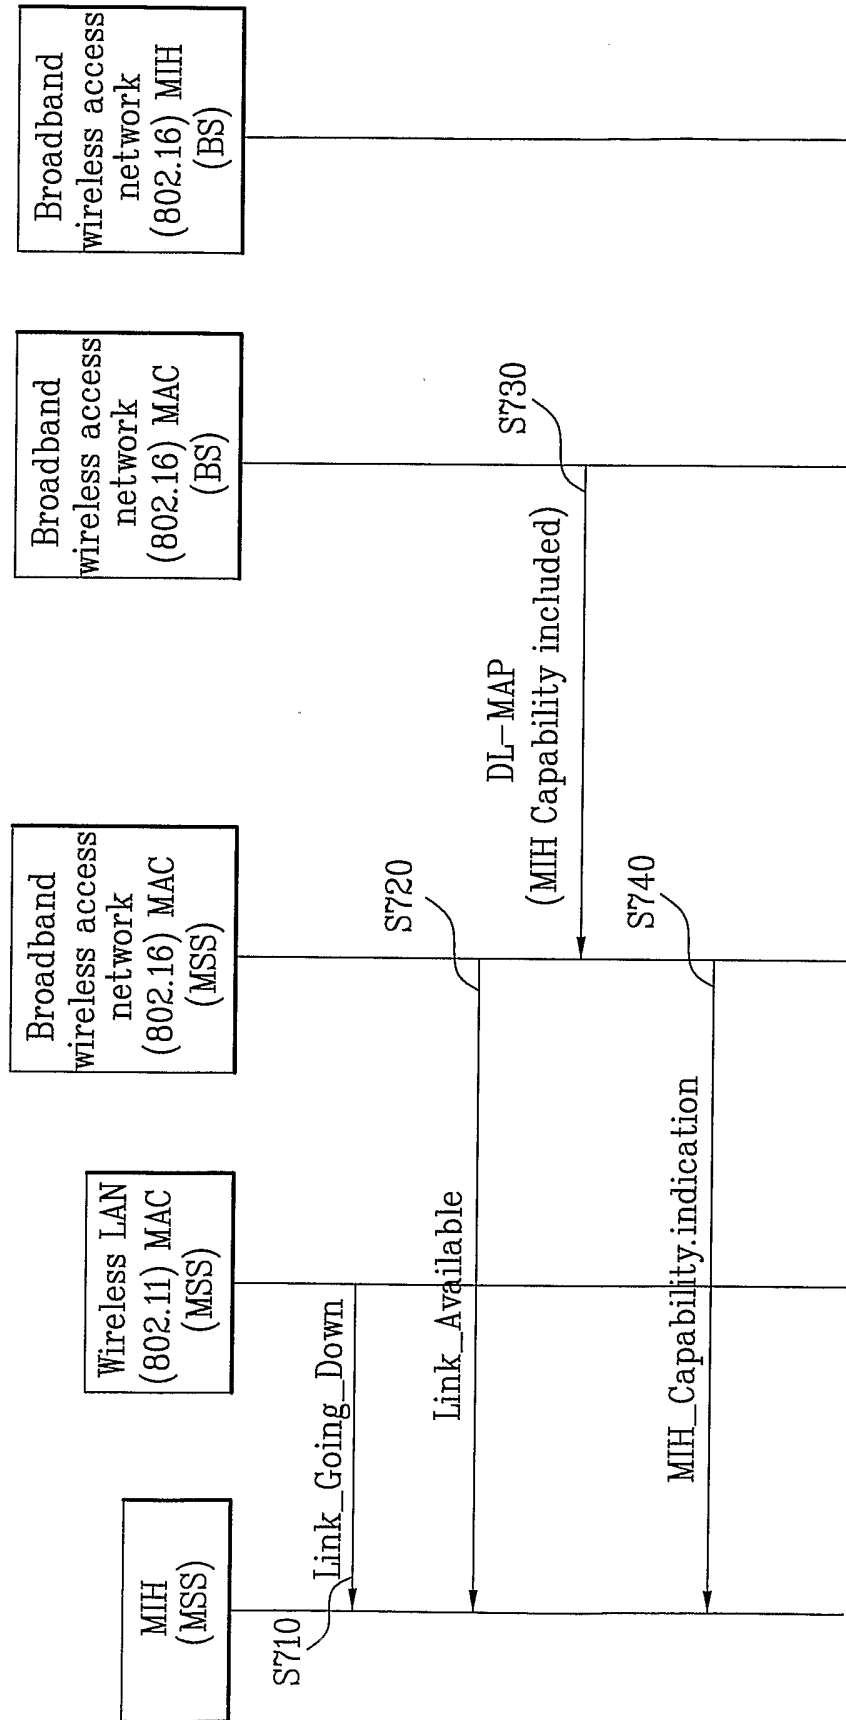 MIH
(MSS)
Wireless LAN
(802.11) MAC
(MSS)
Broadband
wireless access
network
(802.16) MAC
(MSS)
Broadband
wireless access
network
(802.16) MAC
(BS)
Broadband
wireless access
network
(802.16) MIH
(BS)
S710
Link_Going_Down
Link_Available
S720
DL-MAP
(MIH Capability included)
S730
MIH_Capability.indication
S740